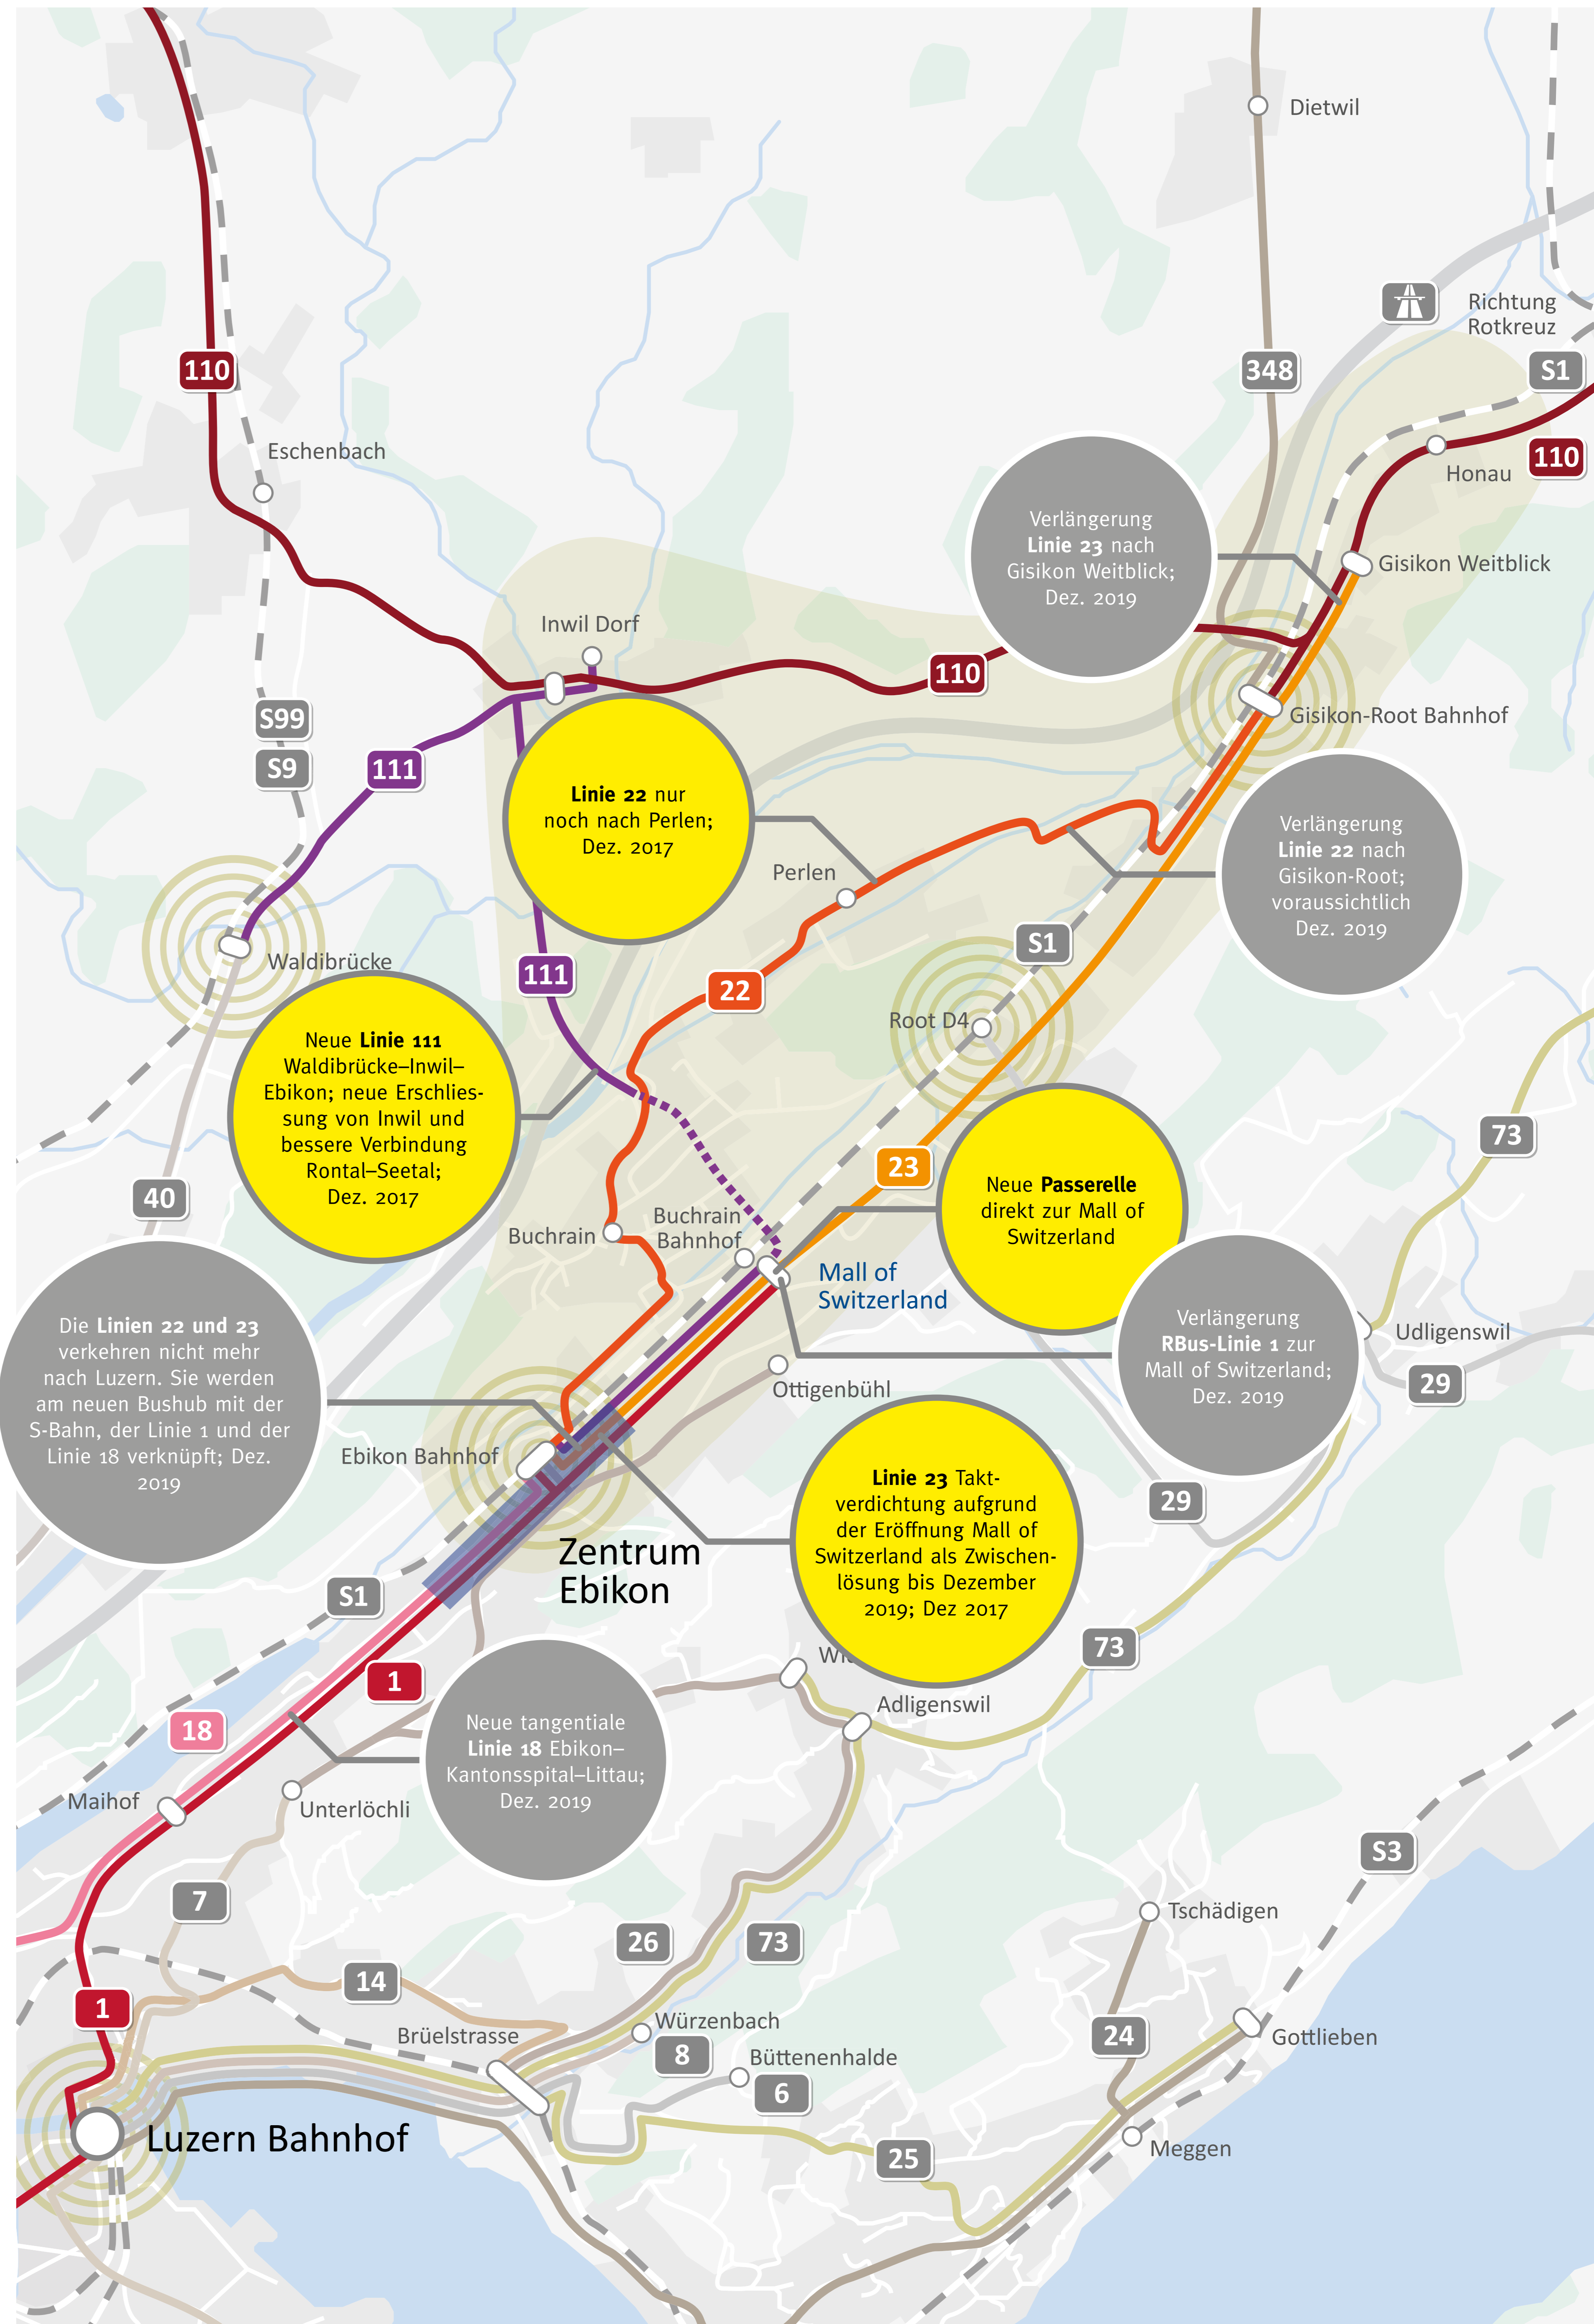 Dietwil
Richtung
Rotkreuz
110
348
S1
Eschenbach
110
Honau
Verlängerung
Linie 23 nach
Gisikon Weitblick;
Dez. 2019
Gisikon Weitblick
Inwil Dorf
110
S99
S9
111
Gisikon-Root Bahnhof
Linie 22 nur
noch nach Perlen;
Dez. 2017
Verlängerung
Linie 22 nach
Gisikon-Root;
voraussichtlich
Dez. 2019
Perlen
S1
Waldibrücke
111
22
Root D4
Neue Linie 111
Waldibrücke–Inwil–
Ebikon; neue Erschlies-
sung von Inwil und
bessere Verbindung
Rontal–Seetal;
Dez. 2017
73
23
40
Neue Passerelle
direkt zur Mall of
Switzerland
Buchrain
Buchrain
Bahnhof
Mall of
Switzerland
Die Linien 22 und 23
verkehren nicht mehr
nach Luzern. Sie werden
am neuen Bushub mit der
S-Bahn, der Linie 1 und der
Linie 18 verknüpft; Dez.
2019
Verlängerung
RBus-Linie 1 zur
Mall of Switzerland;
Dez. 2019
Udligenswil
29
Ottigenbühl
Ebikon Bahnhof
Linie 23 Takt-
verdichtung aufgrund
der Eröffnung Mall of
Switzerland als Zwischen-
lösung bis Dezember
2019; Dez 2017
29
Zentrum
Ebikon
S1
73
1
18
Adligenswil
Neue tangentiale
Linie 18 Ebikon–
Kantonsspital–Littau;
Dez. 2019
Maihof
Unterlöchli
S3
7
Tschädigen
26
73
14
1
Würzenbach
Brüelstrasse
8
24
Gottlieben
Büttenenhalde
6
Luzern Bahnhof
25
Meggen